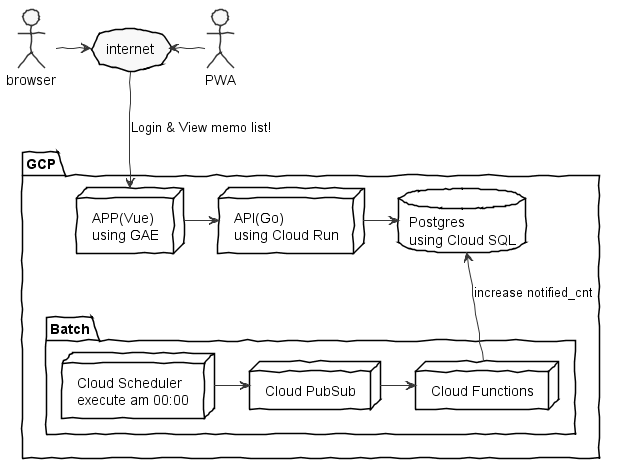 internet
browser
PWA
Login & View memo list!
GCP
APP(Vue)
using GAE
API(Go)
using Cloud Run
Postgres
using Cloud SQL
increase notified_cnt
Batch
Cloud Scheduler
execute am 00:00
Cloud PubSub
Cloud Functions